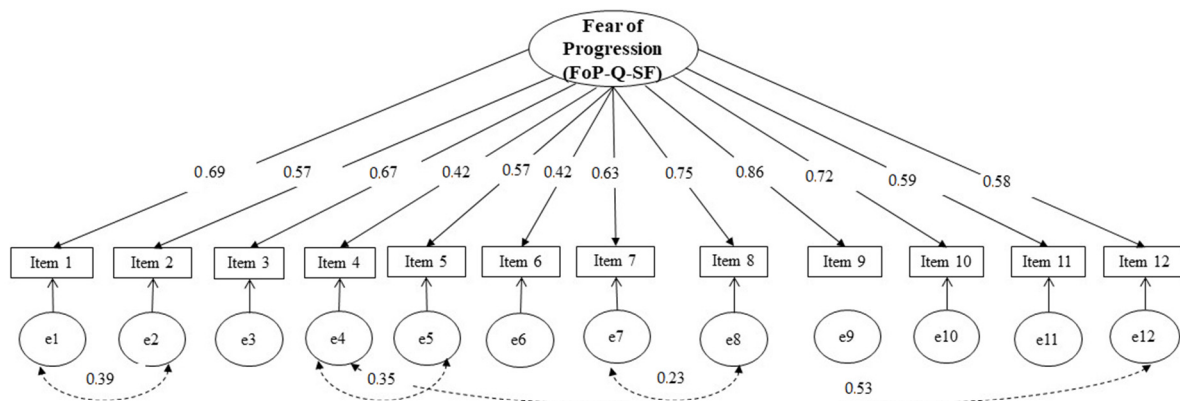 Fear of
Progression
(FoP-Q-SF)
0.69 0.57 0.67 0.42 0.57 0.42 0.63 0.75 0.86 0.72 0.59 0.58
Item 1 Item 2 Item 3 Item 4 Item 5 Item 6 Item 7 Item 8 Item 9 Item 10 Item 11 Item 12
e1 e2 e3 e4 e5 e6 e7 e8 e9 e10 e11 e12
0.39 0.35 0.23 0.53